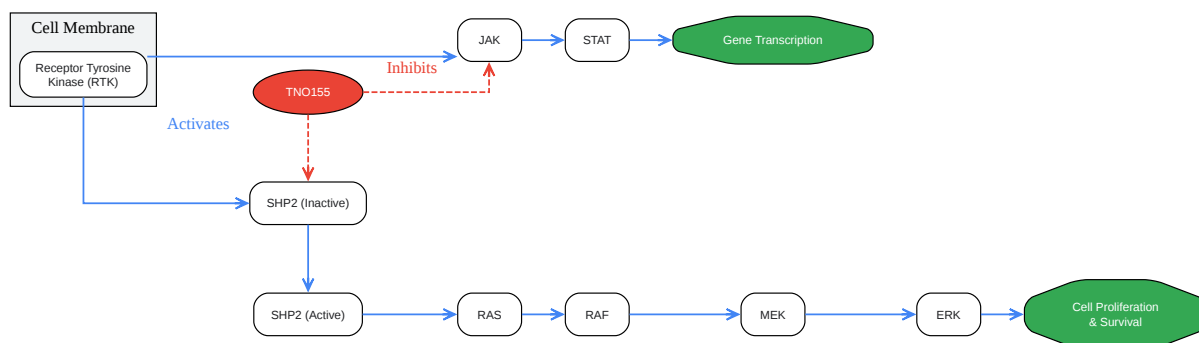 Cell Membrane
Receptor Tyrosine
Kinase (RTK)
JAK
STAT
Gene Transcription
Inhibits
TNO155
Activates
SHP2 (Inactive)
SHP2 (Active)
RAS
RAF
MEK
ERK
Cell Proliferation
& Survival